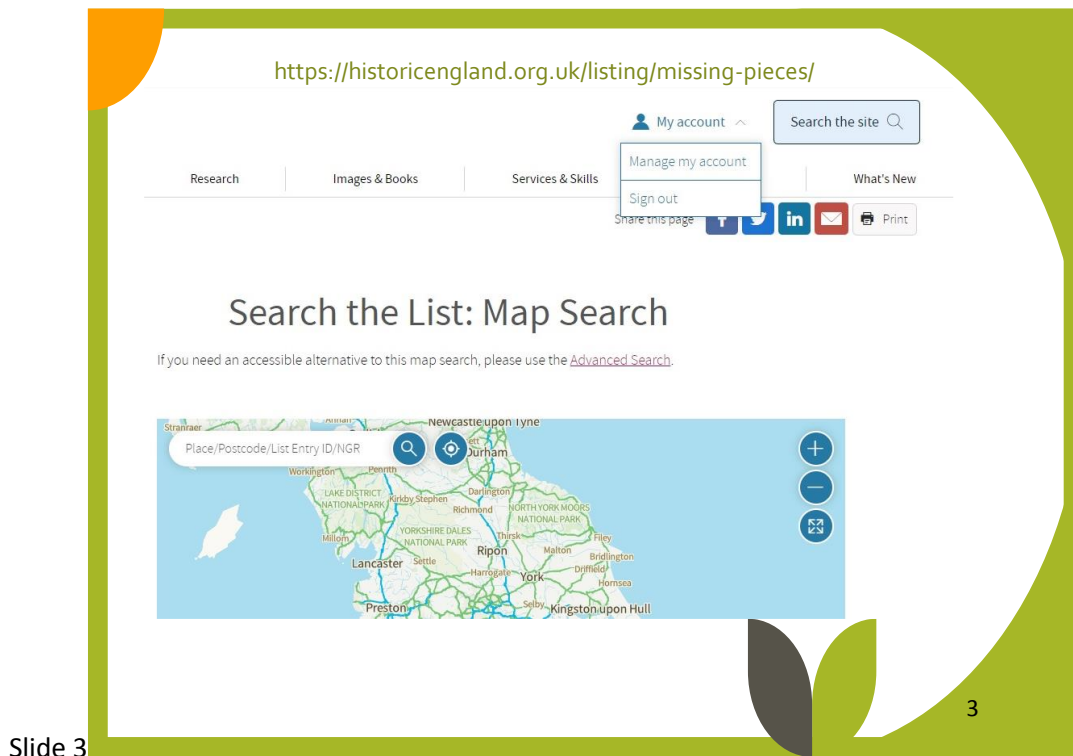 https://historicengland.org.uk/listing/missing-pieces/
My account
Search the site
Manage my account
Sign out
Research
Images & Books
Services & Skills
What's New
Share this page
f
in
Print
Search the List: Map Search
If you need an accessible alternative to this map search, please use the Advanced Search.
Stranraer
Newcastle upon Tyne
Place/Postcode/List Entry ID/NGR
Durham
Workington
Penrith
LAKE DISTRICT
NATIONAL PARK
Kirkby Stephen
Darlington
Richmond
NORTH YORK MOORS
NATIONAL PARK
Millom
YORKSHIRE DALES
NATIONAL PARK
Thirsk
Filey
Ripon
Malton
Bridlington
Lancaster
Settle
Harrogate
York
Driffield
Hornsea
Preston
Selby
Kingston upon Hull
3
Slide 3